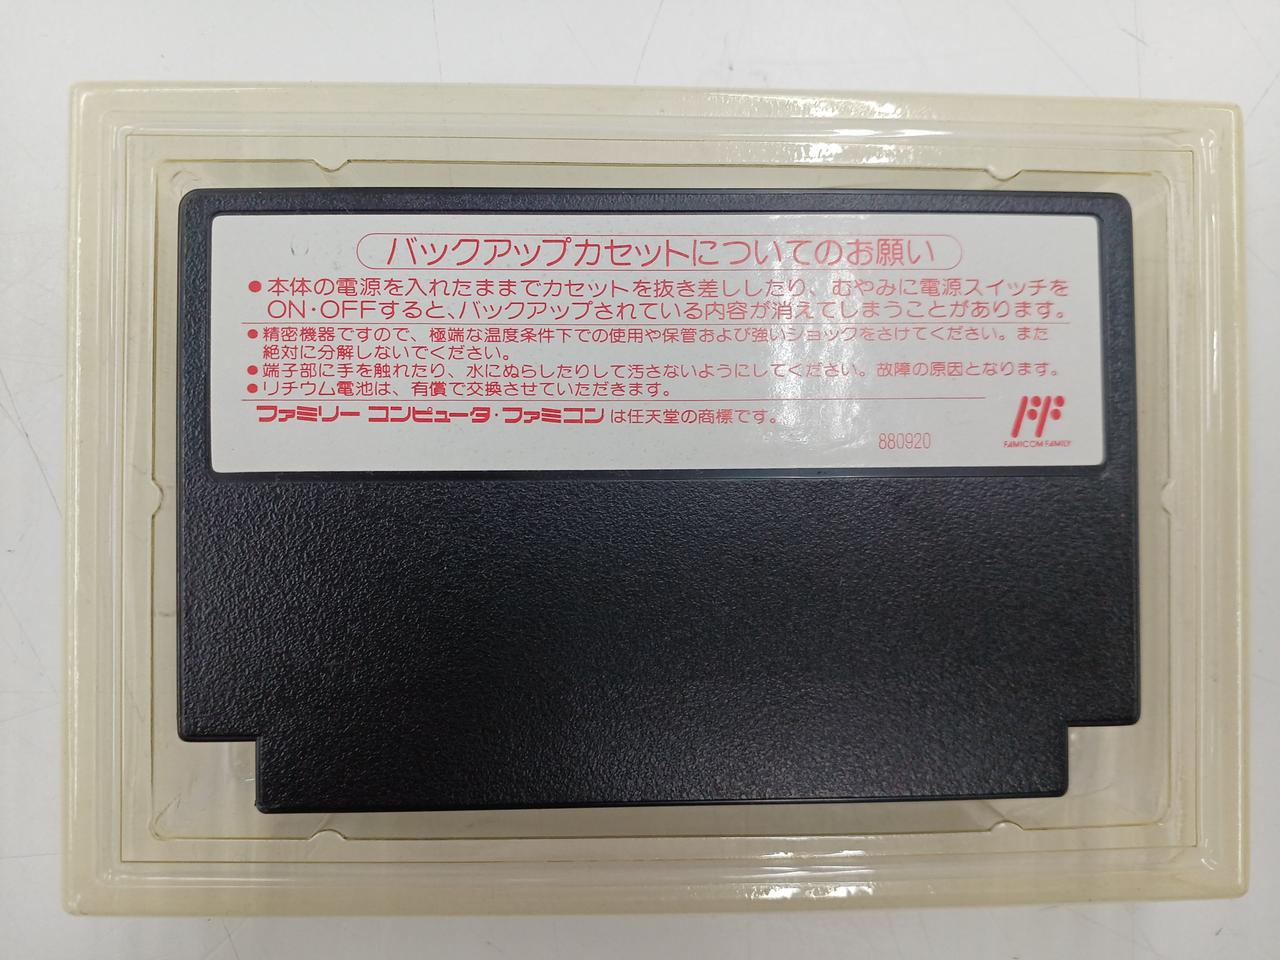 バックアップカセットについてのお願い
●本体の電源を入れたままでカセットを抜き差ししたり、むやみに電源スイッチを
ON・OFFすると、バックアップされている内容が消えてしまうことがあります。
●精密機器ですので、極端な温度条件下での使用や保管および強いショックをさけてください。また
絶対に分解しないでください。
●端子部に手を触れたり、水にぬらしたりして汚さないようにしてください。故障の原因となります。
●リチウム電池は、有償で交換させていただきます。
ファミリー コンピュータ・ファミコンは任天堂の商標です。
880920
FAMICOM FAMILY